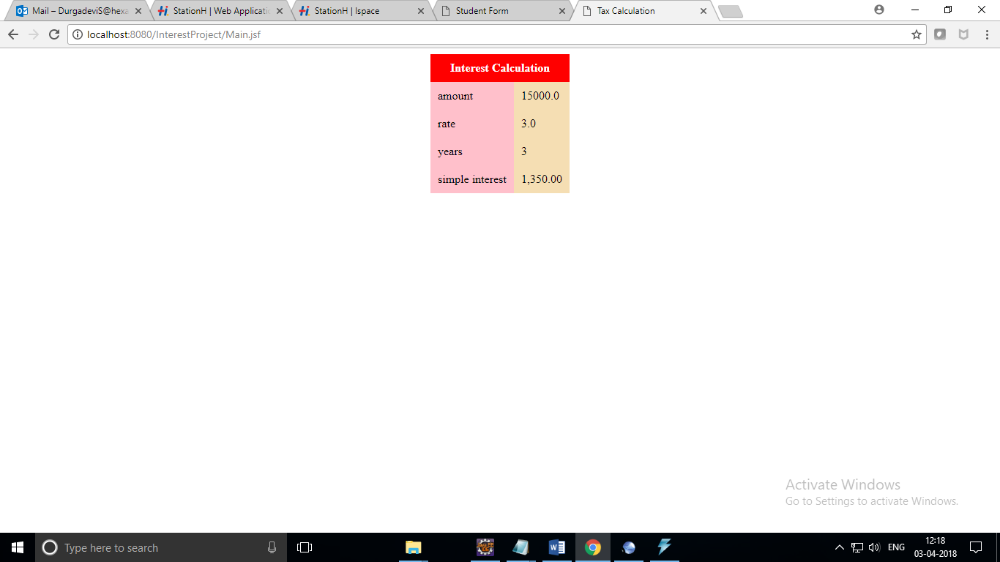 Mail – DurgadeviS@hexa
StationH | Web Applicatic
StationH | Ispace
Student Form
Tax Calculation
localhost:8080/InterestProject/Main.jsf
Interest Calculation
amount 15000.0
rate 3.0
years 3
simple interest 1,350.00
Activate Windows
Go to Settings to activate Windows.
Type here to search
ENG
12:18
03-04-2018